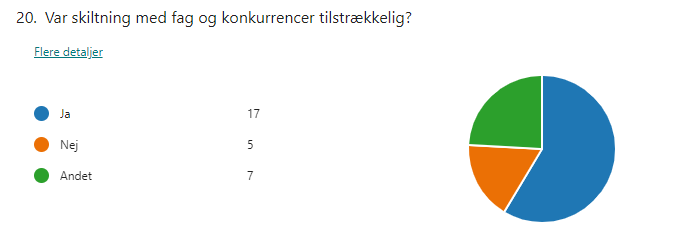 20. Var skiltning med fag og konkurrencer tilstrækkelig?
Flere detaljer
Ja 17
Nej 5
Andet 7